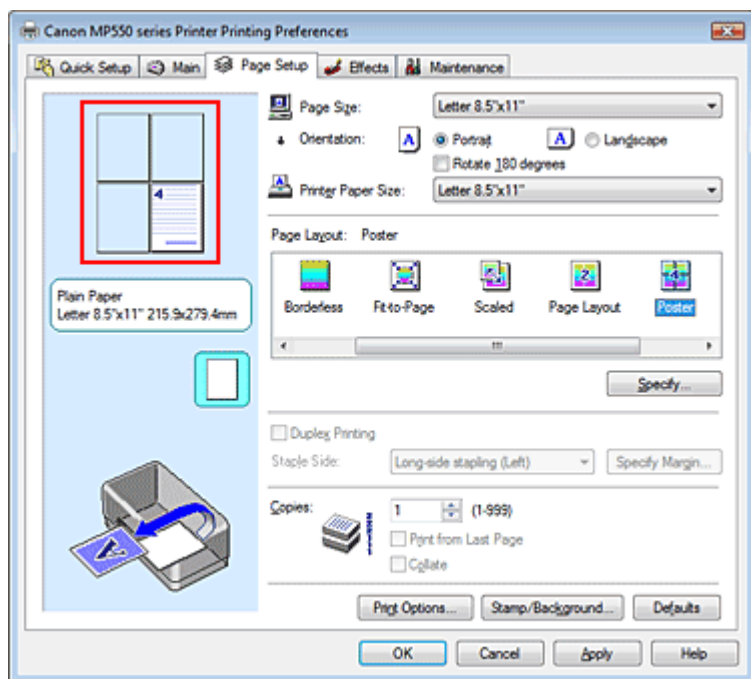 Canon MP550 series Printer Printing Preferences
Quick Setup Main Page Setup Effects Maintenance
Page Size: Letter 8.5"x11"
Orientation: A Portrait A Landscape
Rotate 180 degrees
Printer Paper Size: Letter 8.5"x11"
4
Page Layout: Poster
Plain Paper
Letter 8.5"x11" 215.9x279.4mm
2 4
Borderless Fit-to-Page Scaled Page Layout Poster
Specify...
Duplex Printing
Staple Side: Long-side stapling (Left) Specify Margin...
Copies: 1 (1-999)
Print from Last Page
Collate
A
Print Options... Stamp/Background... Defaults
OK Cancel Apply Help